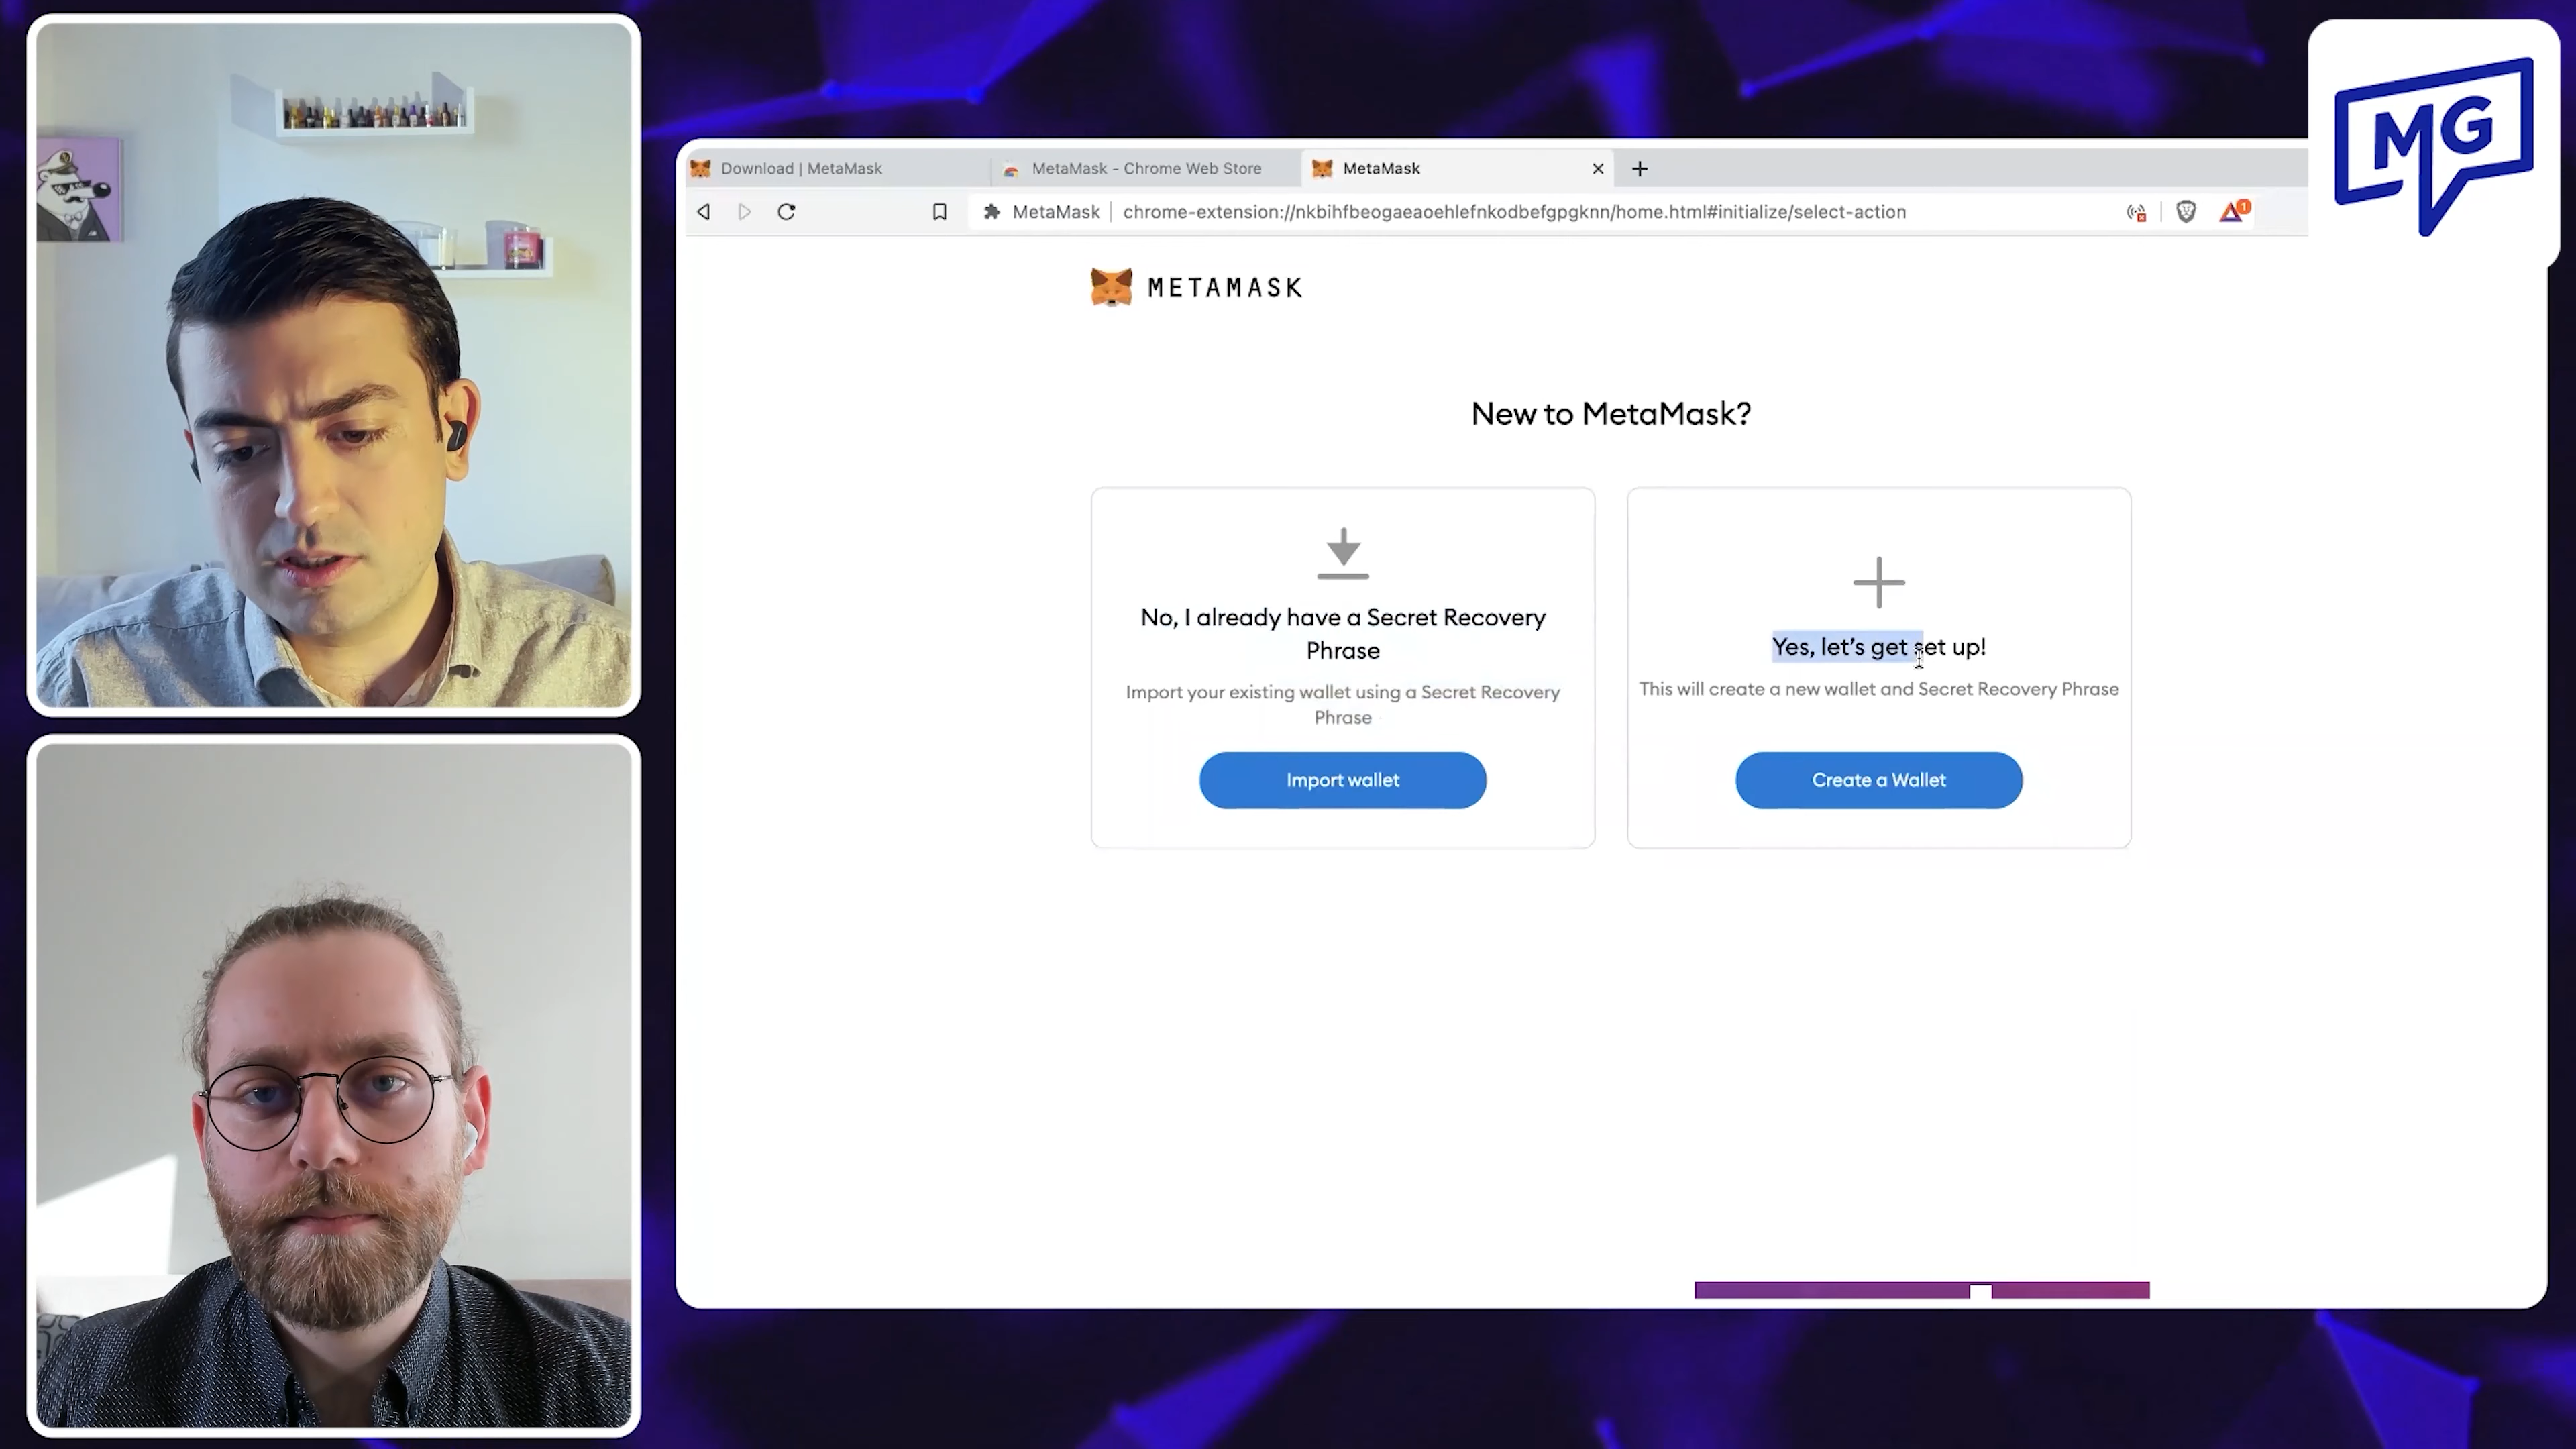 MG
Download | MetaMask
MetaMask - Chrome Web Store
MetaMask
MetaMask
chrome-extension://nkbihfbeogaeaoehlefnkodbefgpgknn/home.html#initialize/select-action
1
METAMASK
New to MetaMask?
No, I already have a Secret Recovery
Phrase
Import your existing wallet using a Secret Recovery
Phrase
Import wallet
Yes, let's get set up!
This will create a new wallet and Secret Recovery Phrase
Create a Wallet